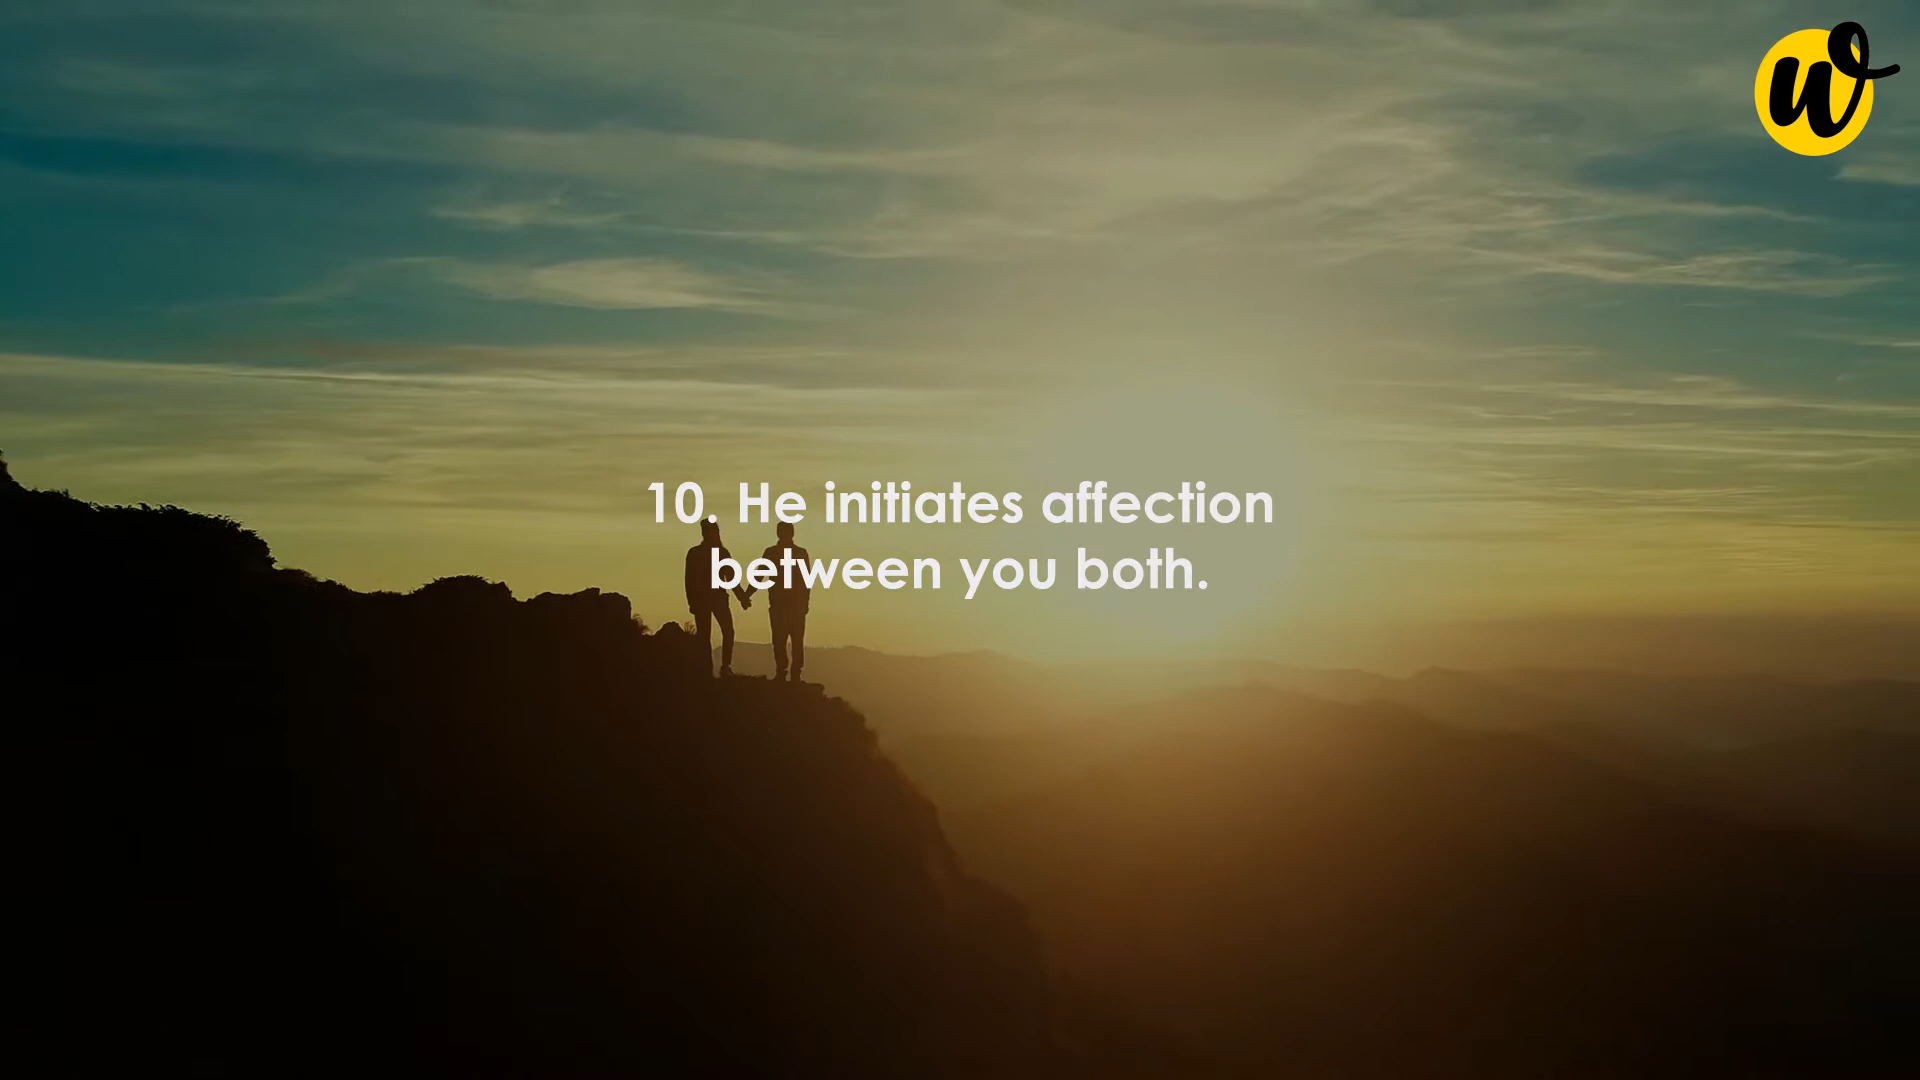 w
10. He initiates affection
between you both.